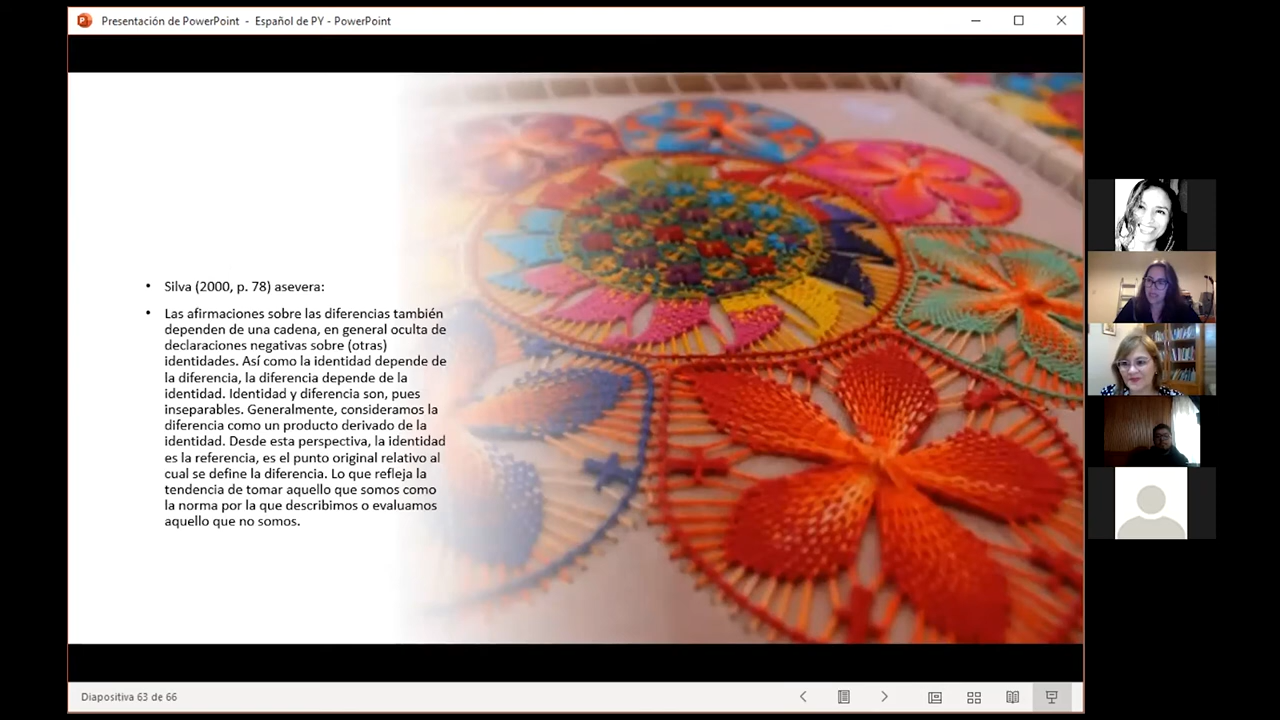 Presentación de PowerPoint - Español de PY - PowerPoint
• Silva (2000, p. 78) asevera:
• Las afirmaciones sobre las diferencias también
dependen de una cadena, en general oculta de
declaraciones negativas sobre (otras)
identidades. Así como la identidad depende de
la diferencia, la diferencia depende de la
identidad. Identidad y diferencia son, pues
inseparables. Generalmente, consideramos la
diferencia como un producto derivado de la
identidad. Desde esta perspectiva, la identidad
es la referencia, es el punto original relativo al
cual se define la diferencia. Lo que refleja la
tendencia de tomar aquello que somos como
la norma por la que describimos o evaluamos
aquello que no somos.
Diapositiva 63 de 66